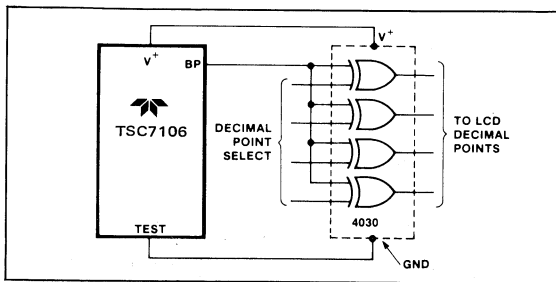 V+
V+
BP
TSC7106
DECIMAL
POINT
SELECT
TO LCD
DECIMAL
POINTS
4030
TEST
GND